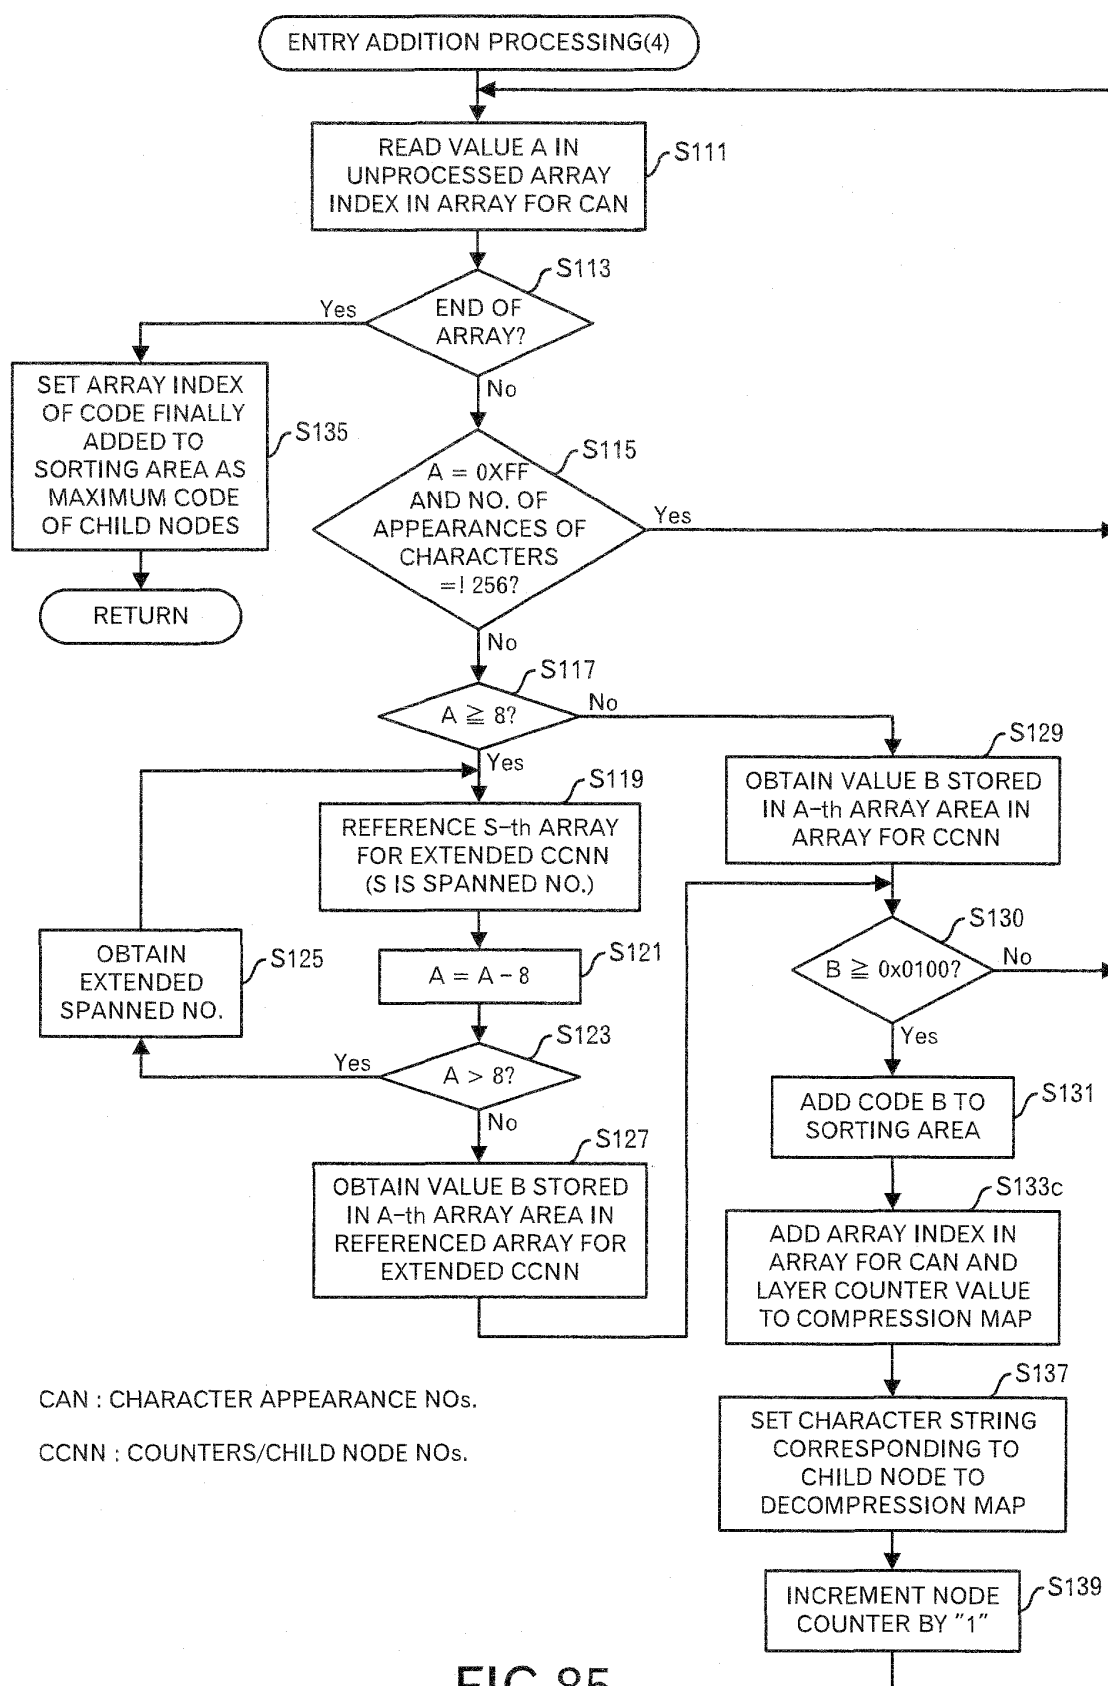 ENTRY ADDITION PROCESSING(4)
READ VALUE A IN
UNPROCESSED ARRAY
INDEX IN ARRAY FOR CAN
S111
S113
END OF
ARRAY?
Yes
No
SET ARRAY INDEX
OF CODE FINALLY
ADDED TO
SORTING AREA AS
MAXIMUM CODE
OF CHILD NODES
S135
RETURN
S115
A = 0XFF
AND NO. OF
APPEARANCES OF
CHARACTERS
=! 256?
Yes
No
S117
A ≧ 8?
No
Yes
S119
REFERENCE S-th ARRAY
FOR EXTENDED CCNN
(S IS SPANNED NO.)
S121
A = A - 8
S123
A > 8?
Yes
No
OBTAIN
EXTENDED
SPANNED NO.
S125
S127
OBTAIN VALUE B STORED
IN A-th ARRAY AREA IN
REFERENCED ARRAY FOR
EXTENDED CCNN
S129
OBTAIN VALUE B STORED
IN A-th ARRAY AREA IN
ARRAY FOR CCNN
S130
B ≧ 0x0100?
No
Yes
S131
ADD CODE B TO
SORTING AREA
S133c
ADD ARRAY INDEX IN
ARRAY FOR CAN AND
LAYER COUNTER VALUE
TO COMPRESSION MAP
S137
SET CHARACTER STRING
CORRESPONDING TO
CHILD NODE TO
DECOMPRESSION MAP
S139
INCREMENT NODE
COUNTER BY "1"
CAN : CHARACTER APPEARANCE NOs.
CCNN : COUNTERS/CHILD NODE NOs.
FIG.85